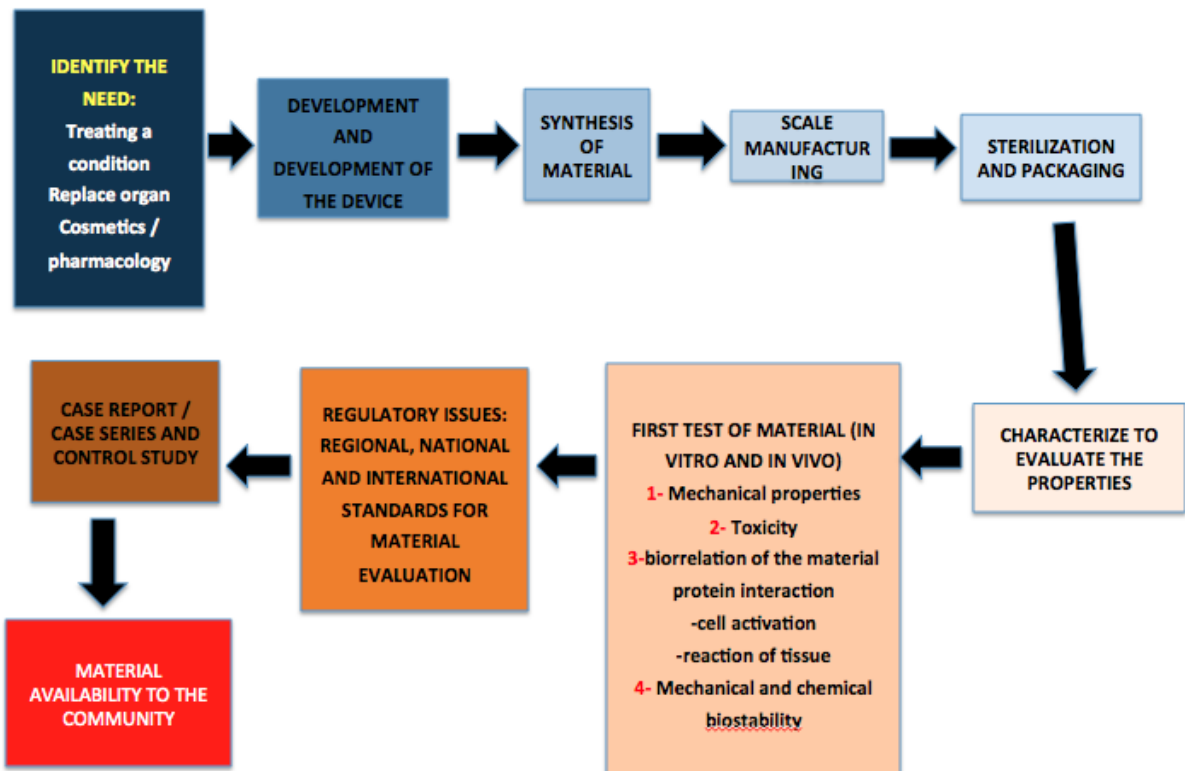 IDENTIFY THE
NEED:
Treating a
condition
Replace organ
Cosmetics /
pharmacology
DEVELOPMENT
AND
DEVELOPMENT OF
THE DEVICE
SYNTHESIS
OF
MATERIAL
SCALE
MANUFACTUR
ING
STERILIZATION
AND PACKAGING
CHARACTERIZE TO
EVALUATE THE
PROPERTIES
FIRST TEST OF MATERIAL (IN
VITRO AND IN VIVO)
1- Mechanical properties
2- Toxicity
3-biorrelation of the material
protein interaction
-cell activation
-reaction of tissue
4- Mechanical and chemical
biostability
REGULATORY ISSUES:
REGIONAL, NATIONAL
AND INTERNATIONAL
STANDARDS FOR
MATERIAL
EVALUATION
CASE REPORT /
CASE SERIES AND
CONTROL STUDY
MATERIAL
AVAILABILITY TO THE
COMMUNITY